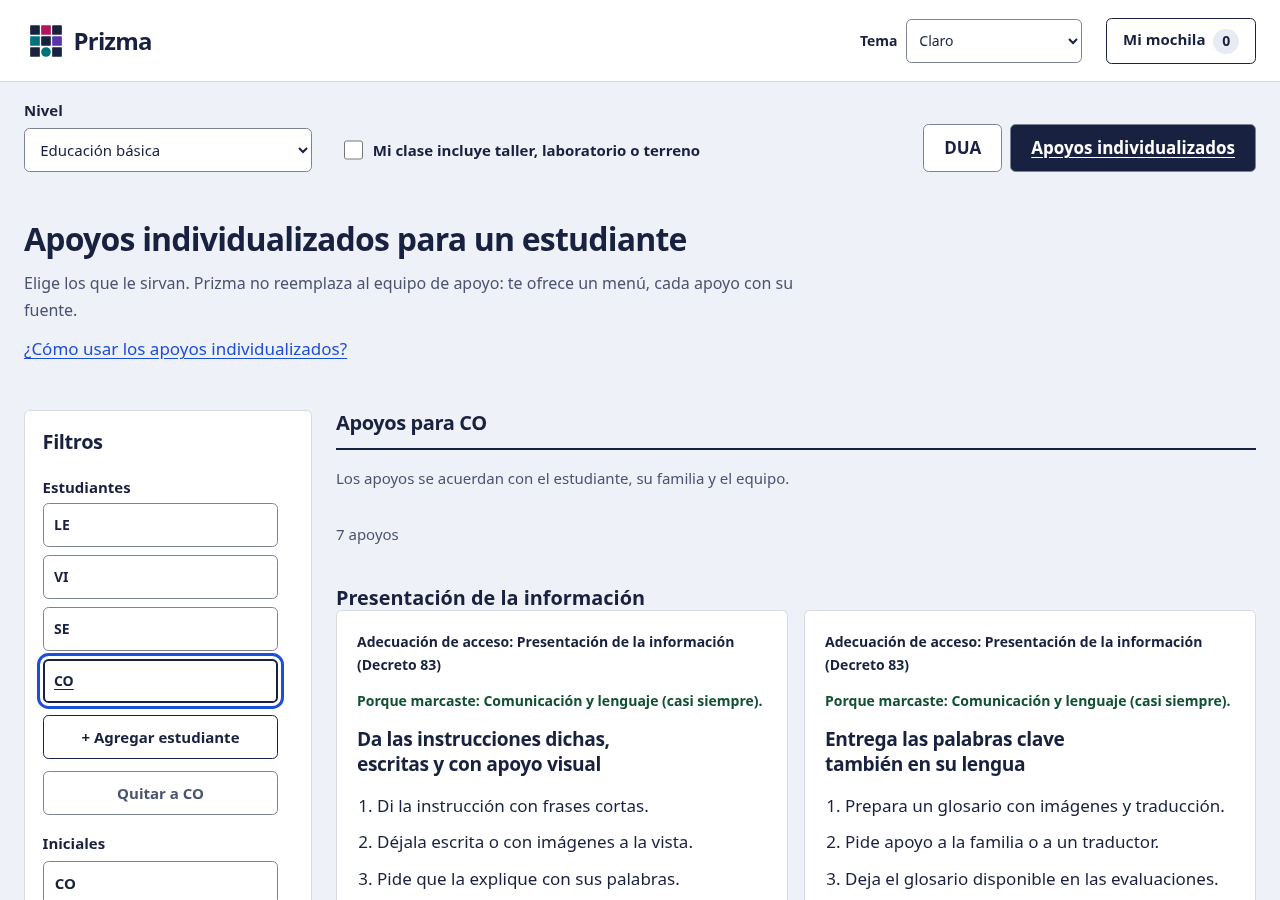 Prizma
Tema
Claro
Mi mochila 0
Nivel
Educación básica
Mi clase incluye taller, laboratorio o terreno
DUA
Apoyos individualizados
Apoyos individualizados para un estudiante
Elige los que le sirvan. Prizma no reemplaza al equipo de apoyo: te ofrece un menú, cada apoyo con su
fuente.
¿Cómo usar los apoyos individualizados?
Filtros
Estudiantes
LE
VI
SE
CO
+ Agregar estudiante
Quitar a CO
Iniciales
CO
Apoyos para CO
Los apoyos se acuerdan con el estudiante, su familia y el equipo.
7 apoyos
Presentación de la información
Adecuación de acceso: Presentación de la información
(Decreto 83)
Porque marcaste: Comunicación y lenguaje (casi siempre).
Da las instrucciones dichas,
escritas y con apoyo visual
1. Di la instrucción con frases cortas.
2. Déjala escrita o con imágenes a la vista.
3. Pide que la explique con sus palabras.
Adecuación de acceso: Presentación de la información
(Decreto 83)
Porque marcaste: Comunicación y lenguaje (casi siempre).
Entrega las palabras clave
también en su lengua
1. Prepara un glosario con imágenes y traducción.
2. Pide apoyo a la familia o a un traductor.
3. Deja el glosario disponible en las evaluaciones.